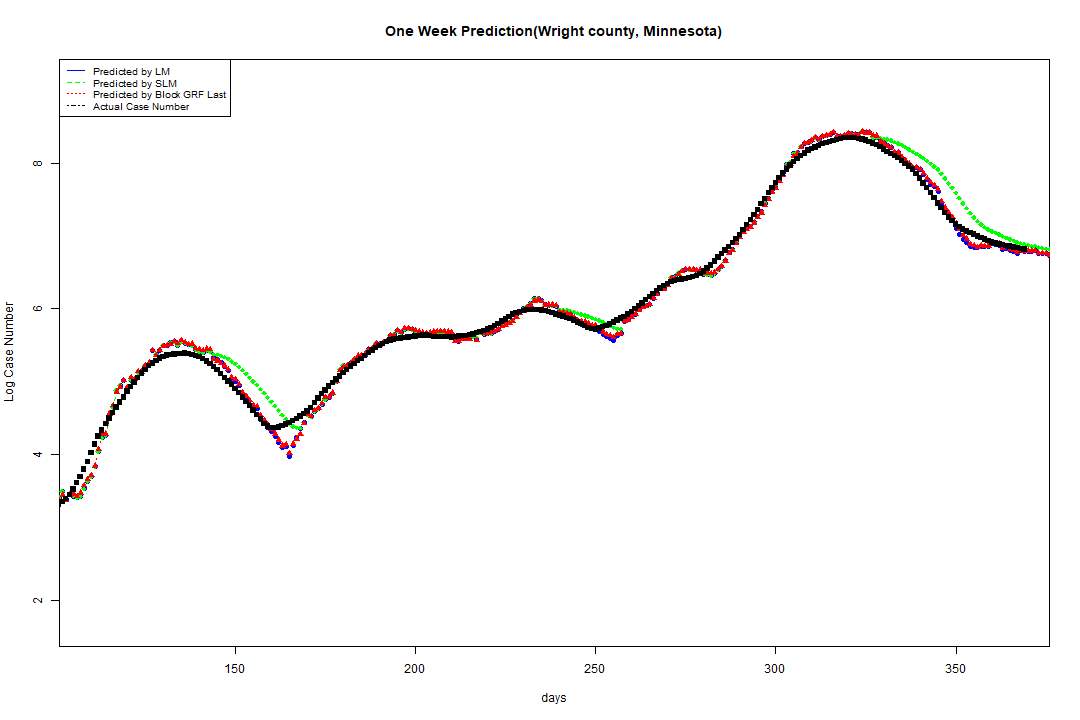 One Week Prediction(Wright county, Minnesota)
Predicted by LM
Predicted by SLM
Predicted by Block GRF Last
Actual Case Number
8
6
4
2
Log Case Number
150 200 250 300 350
days